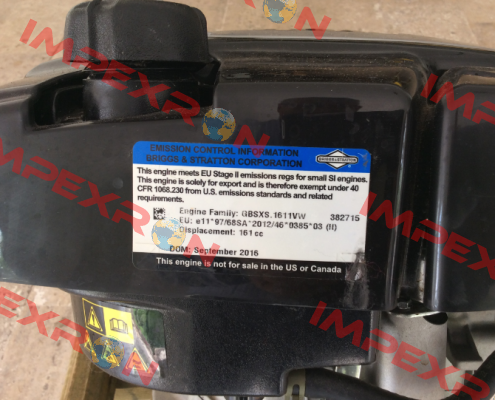 IMPEXRON
IMPEXRON
EMISSION CONTROL INFORMATION
BRIGGS & STRATTON CORPORATION
BRIGGS & STRATTON
This engine meets EU Stage II emissions regs for small SI engines.
This engine is solely for export and is therefore exempt under 40
CFR 1068.230 from U.S. emissions standards and related
requirements.
Engine Family: GBSXS.1611VW 382715
EU: e11*97/68SA*2012/46*0385*03 (II)
Displacement: 161 cc
DOM: September 2016
This engine is not for sale in the US or Canada
IMPEXRON
IMPEXRON